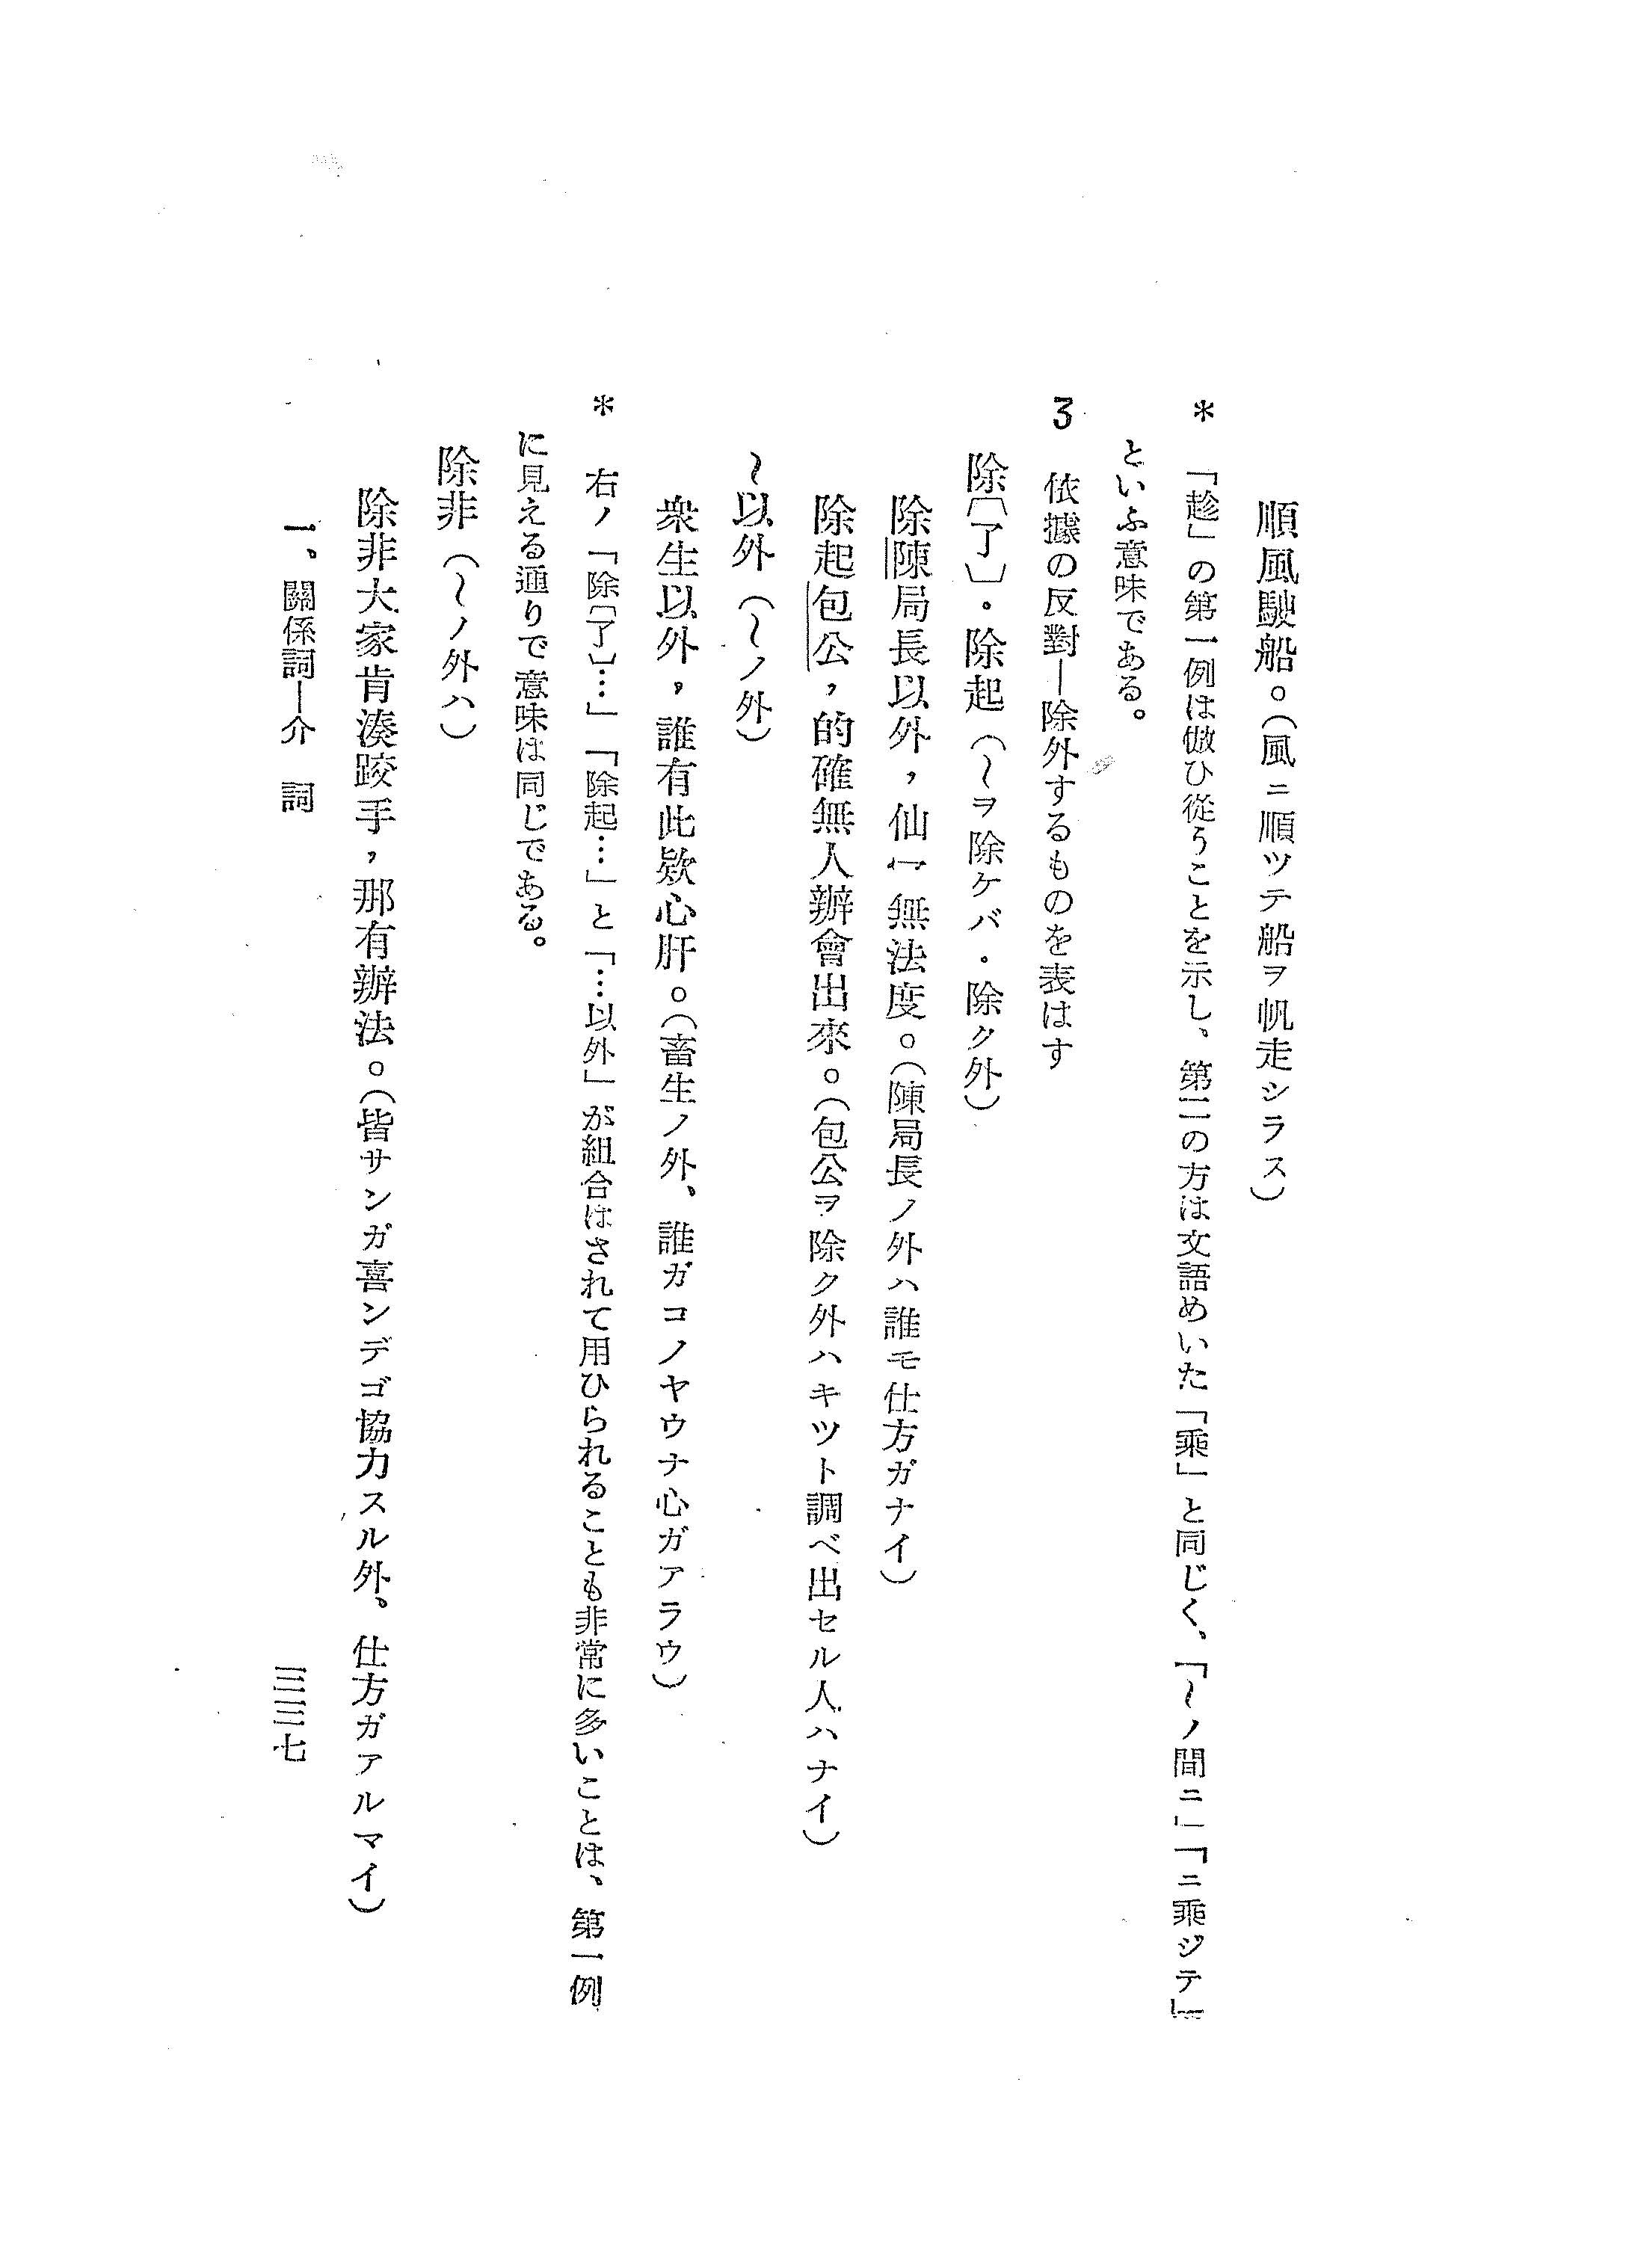 順風駛船。(風ニ順ツテ船ヲ帆走シラス)
* 「趁」の第一例は倣ひ從うことを示し、第二の方は文語めいた「乘」と同じく、「~ノ間ニ」「ニ乘ジテ」
といふ意味である。
3 依據の反對—除外するものを表はす
除〔了〕・除起(~ヲ除ケバ・除ク外)
除陳局長以外,仙一無法度。(陳局長ノ外ハ誰モ仕方ガナイ)
除起包公,的確無人辦會出來。(包公ヲ除ク外ハキツト調ベ出セル人ハナイ)
~以外(~ノ外)
衆生以外,誰有此欵心肝。(畜生ノ外、誰ガコノヤウナ心ガアラウ)
* 右ノ「除〔了〕…」「除起…」と「…以外」が組合はされて用ひられることも非常に多いことは、第一例
に見える通りで意味は同じである。
除非(~ノ外ハ)
除非大家肯湊跤手,那有辦法。(皆サンガ喜ンデゴ協力スル外、仕方ガアルマイ)
一、關係詞—介 詞
三三七